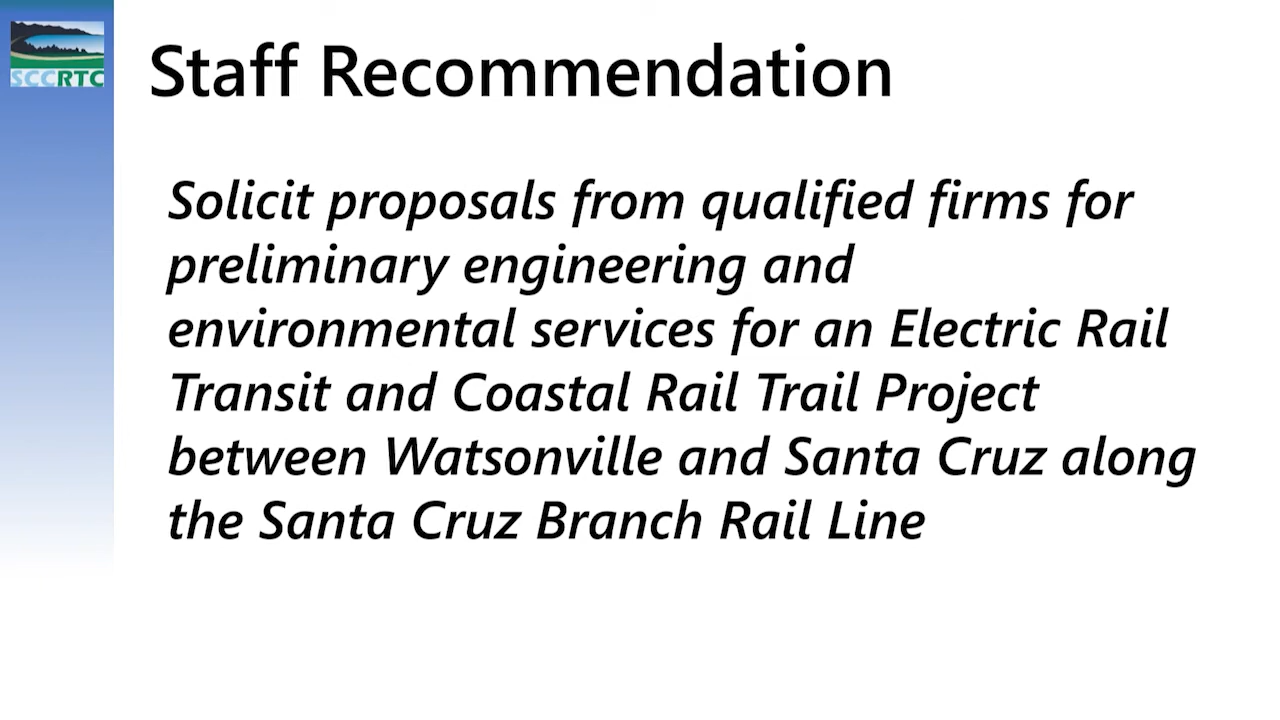 SCCRTC
Staff Recommendation
Solicit proposals from qualified firms for
preliminary engineering and
environmental services for an Electric Rail
Transit and Coastal Rail Trail Project
between Watsonville and Santa Cruz along
the Santa Cruz Branch Rail Line